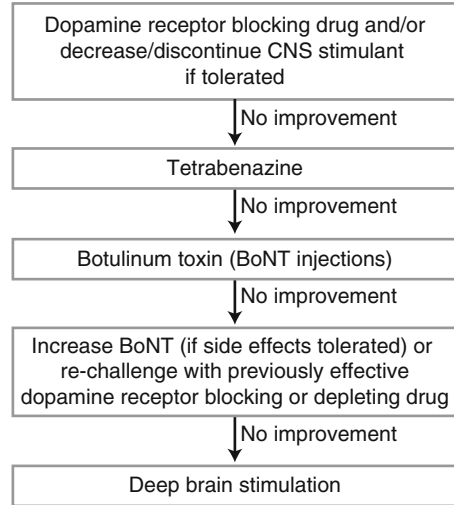 Dopamine receptor blocking drug and/or
decrease/discontinue CNS stimulant
if tolerated
No improvement
Tetrabenazine
No improvement
Botulinum toxin (BoNT injections)
No improvement
Increase BoNT (if side effects tolerated) or
re-challenge with previously effective
dopamine receptor blocking or depleting drug
No improvement
Deep brain stimulation